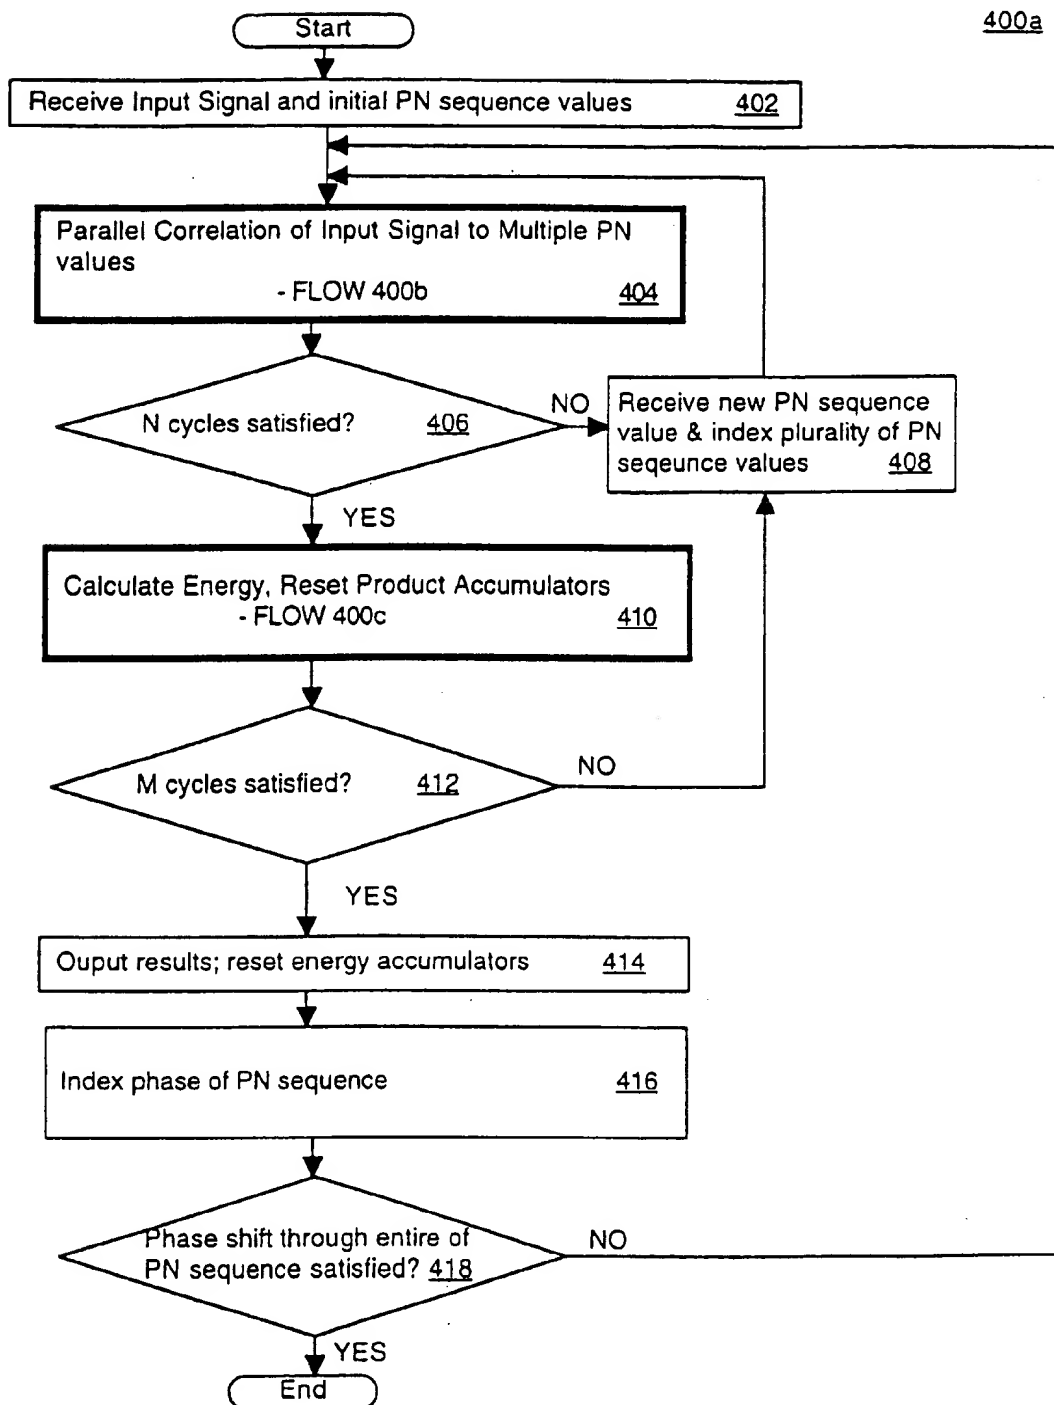 400a
Start
Receive Input Signal and initial PN sequence values 402
Parallel Correlation of Input Signal to Multiple PN
values
- FLOW 400b 404
N cycles satisfied? 406
NO
Receive new PN sequence
value & index plurality of PN
seqeunce values 408
YES
Calculate Energy, Reset Product Accumulators
- FLOW 400c 410
M cycles satisfied? 412
NO
YES
Ouput results; reset energy accumulators 414
Index phase of PN sequence 416
Phase shift through entire of
PN sequence satisfied? 418
NO
YES
End